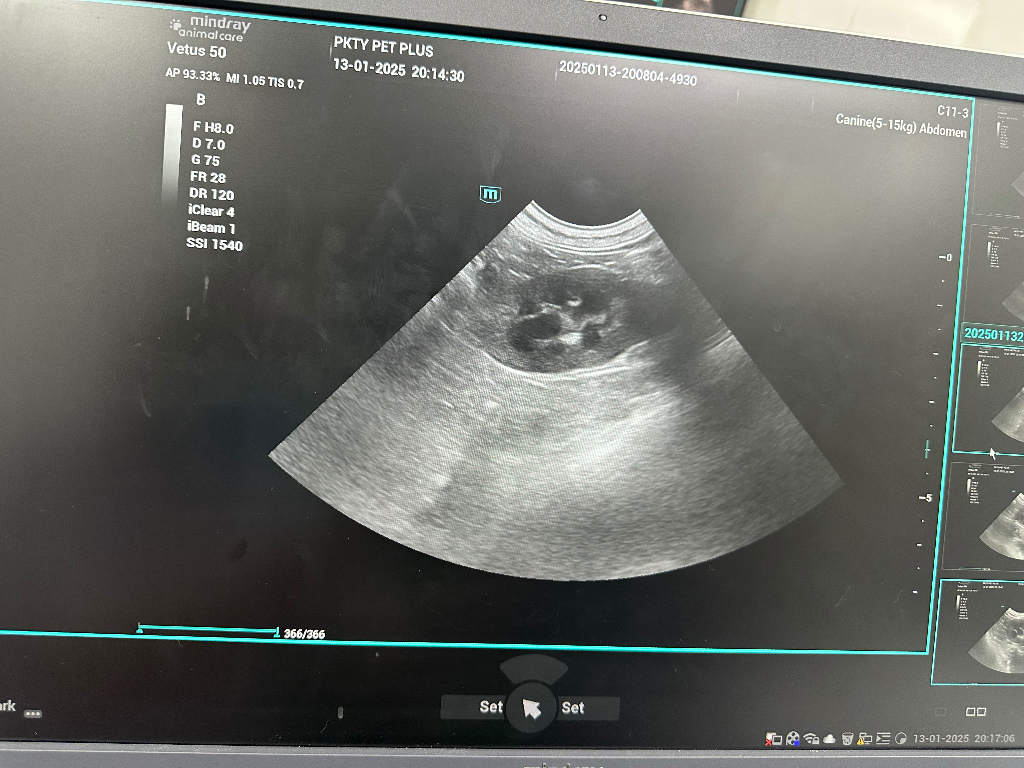 mindray
animalcare
Vetus 50
PKTY PET PLUS
13-01-2025 20:14:30
20250113-200804-4930
AP 93.33% MI 1.05 TIS 0.7
C11-3
Canine(5-15kg) Abdomen
B
F H8.0
D 7.0
G 75
FR 28
DR 120
iClear 4
iBeam 1
SSI 1540
m
0
5
202501132
366/366
Set
Set
13-01-2025 20:17:06